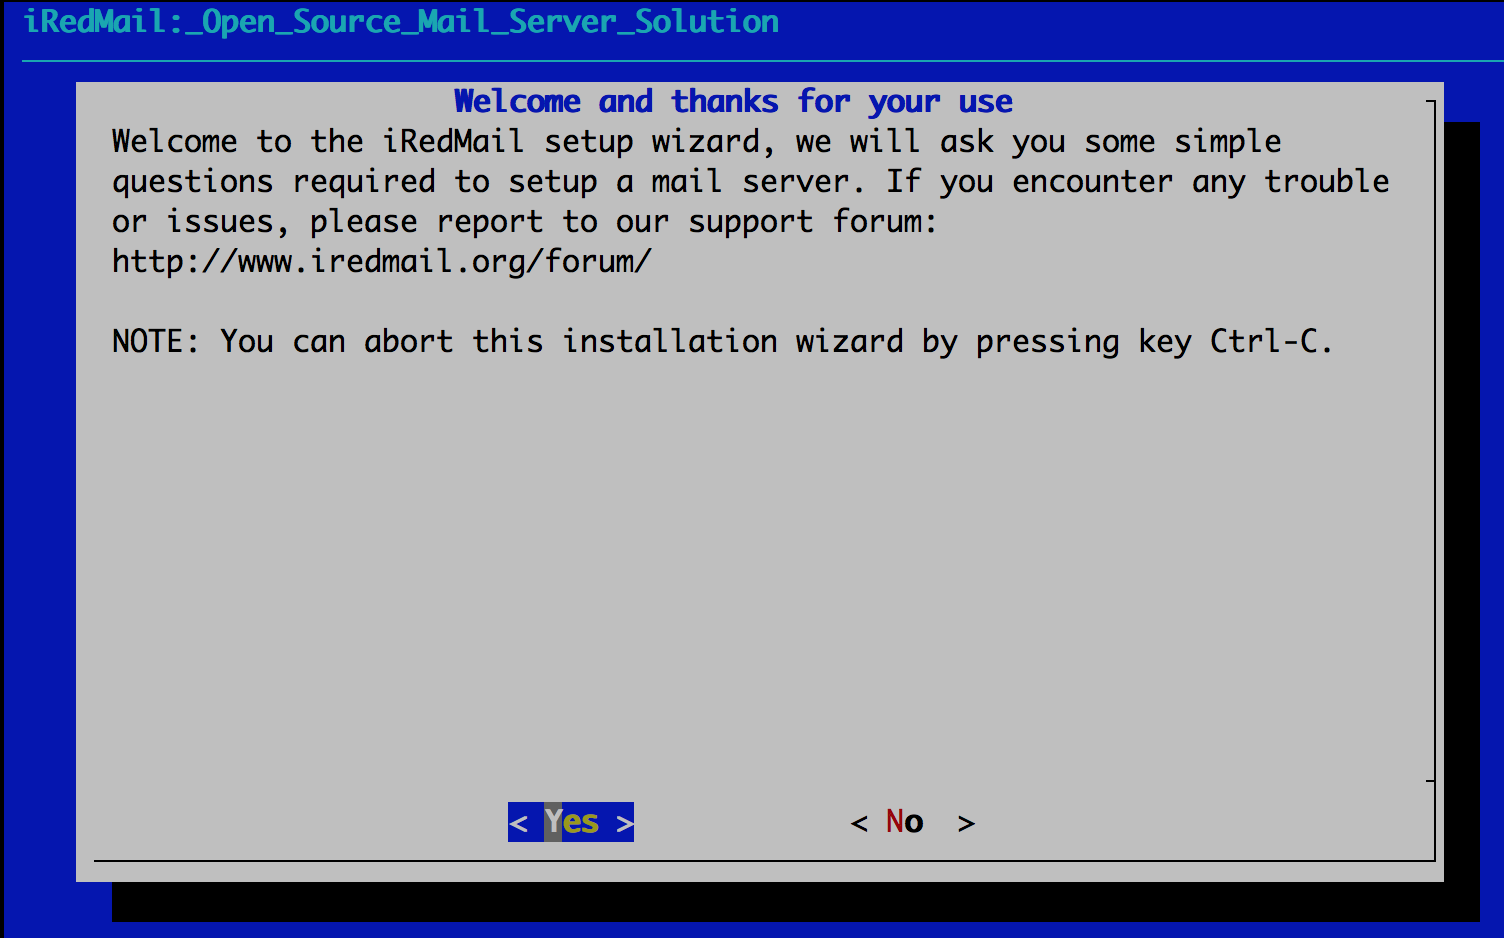 iRedMail:_Open_Source_Mail_Server_Solution
Welcome and thanks for your use
Welcome to the iRedMail setup wizard, we will ask you some simple
questions required to setup a mail server. If you encounter any trouble
or issues, please report to our support forum:
http://www.iredmail.org/forum/
NOTE: You can abort this installation wizard by pressing key Ctrl-C.
< Yes > < No >